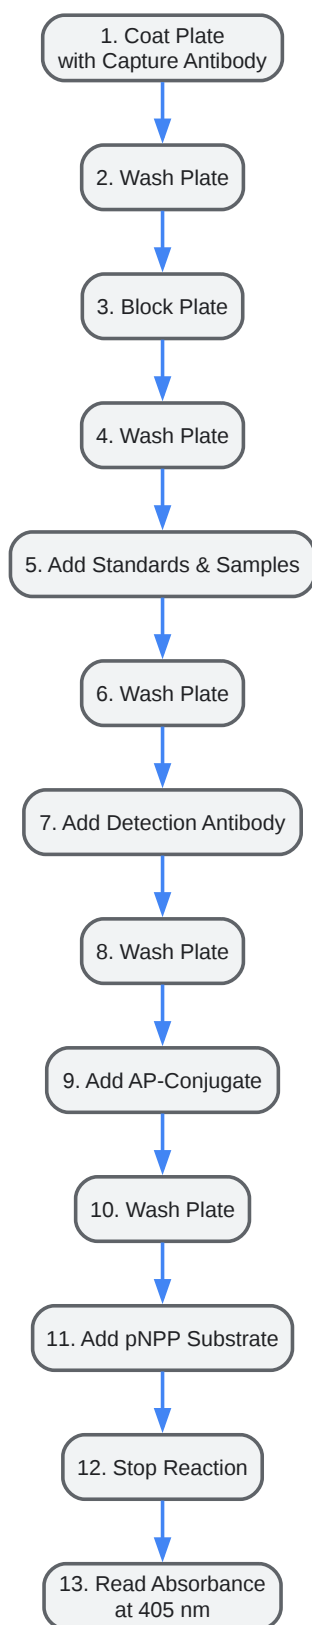 1. Coat Plate
with Capture Antibody
2. Wash Plate
3. Block Plate
4. Wash Plate
5. Add Standards & Samples
6. Wash Plate
7. Add Detection Antibody
8. Wash Plate
9. Add AP-Conjugate
10. Wash Plate
11. Add pNPP Substrate
12. Stop Reaction
13. Read Absorbance
at 405 nm